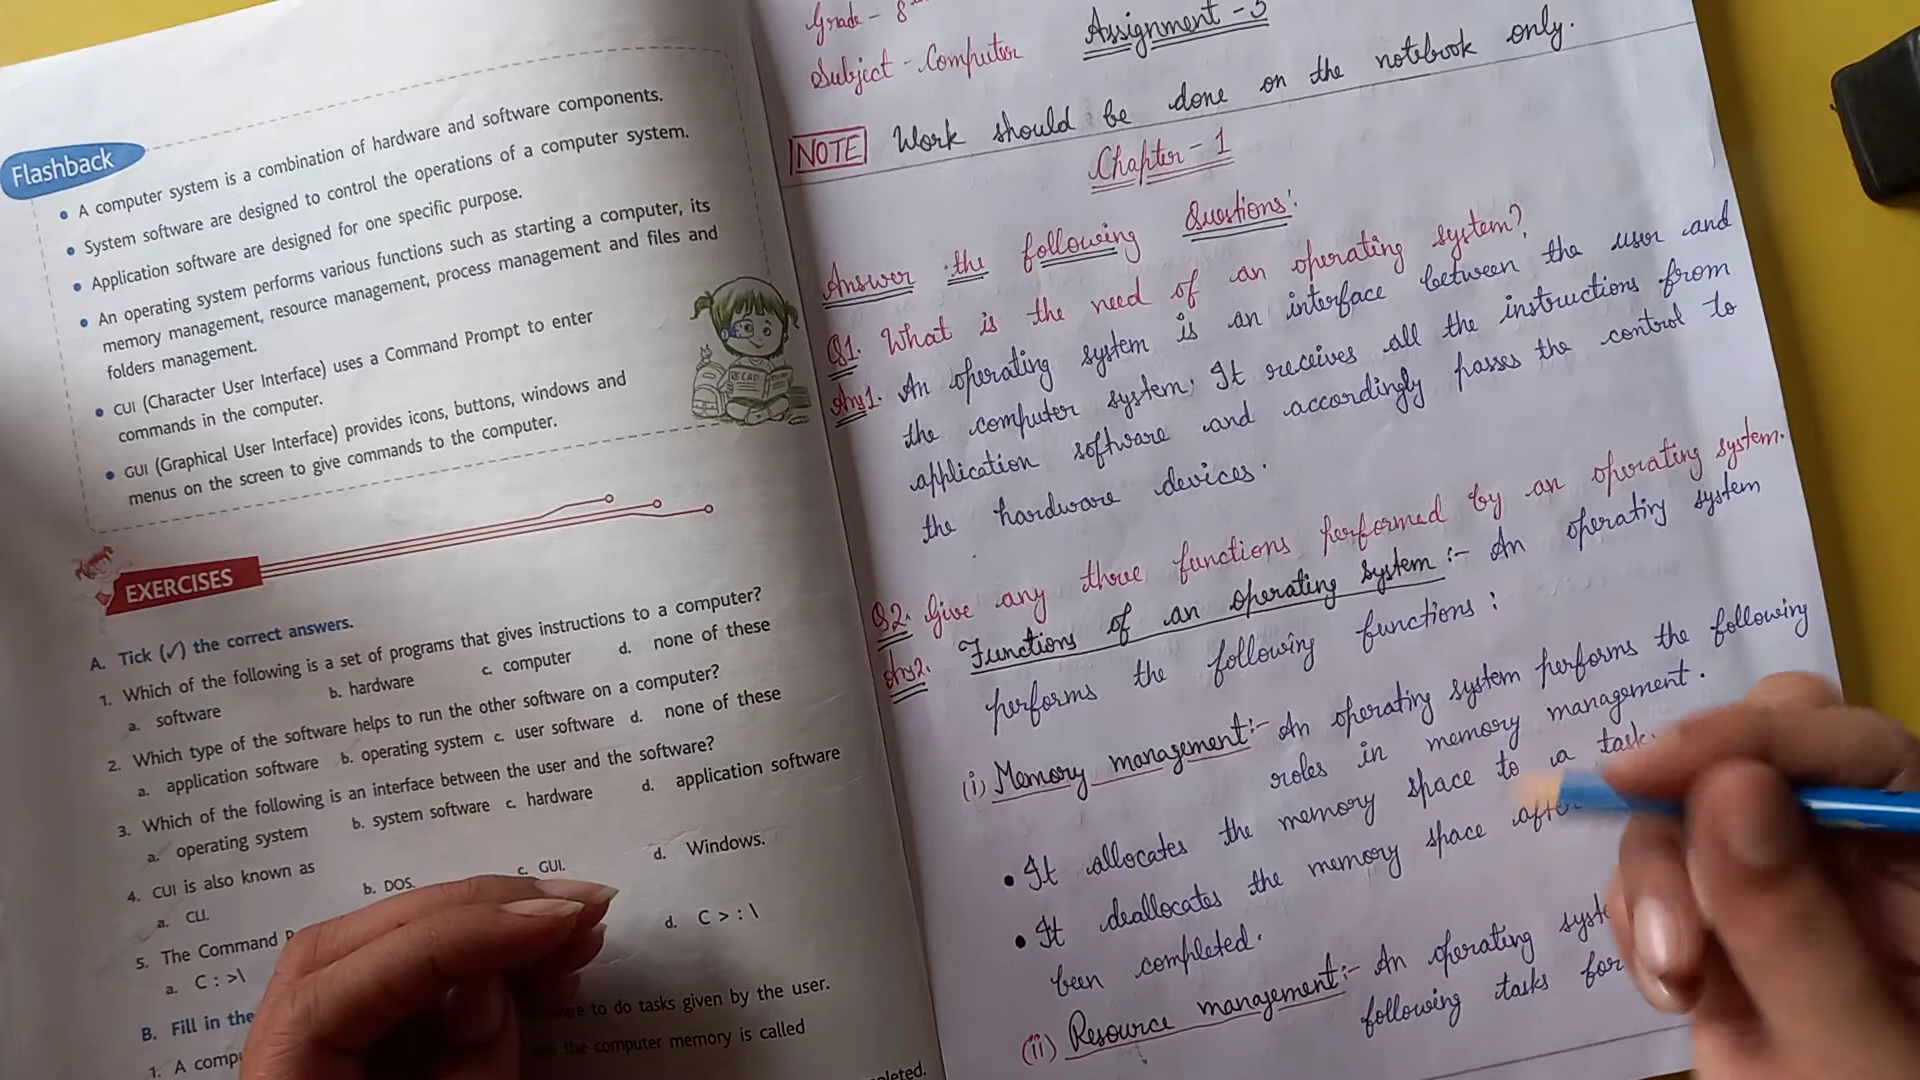 Flashback
• A computer system is a combination of hardware and software components.
• System software are designed to control the operations of a computer system.
• Application software are designed for one specific purpose.
• An operating system performs various functions such as starting a computer, its
memory management, resource management, process management and files and
folders management.
• CUI (Character User Interface) uses a Command Prompt to enter
commands in the computer.
• GUI (Graphical User Interface) provides icons, buttons, windows and
menus on the screen to give commands to the computer.
RECAP
EXERCISES
A. Tick (✓) the correct answers.
1. Which of the following is a set of programs that gives instructions to a computer?
a. software b. hardware c. computer d. none of these
2. Which type of the software helps to run the other software on a computer?
a. application software b. operating system c. user software d. none of these
3. Which of the following is an interface between the user and the software?
a. operating system b. system software c. hardware d. application software
4. CUI is also known as
a. CLI. b. DOS. c. GUI. d. Windows.
5. The Command
a. C : >\ d. C > : \
B. Fill in the
1. A to do tasks given by the user.
the computer memory is called
Grade - 8
Subject - Computer
Assignment - 3
NOTE Work should be done on the notebook only.
Chapter - 1
Answer the following Questions:
Q1. What is the need of an operating system?
Ans1. An operating system is an interface between the user and
the computer system. It receives all the instructions from
application software and accordingly passes the control to
the hardware devices.
Q2. Give any three functions performed by an operating system.
Ans2. Functions of an operating system :- An operating system
performs the following functions :
(i) Memory management:- An operating system performs the following
roles in memory management.
• It allocates the memory space to a task.
• It deallocates the memory space after
been completed.
(ii) Resource management:- An operating
following tasks for